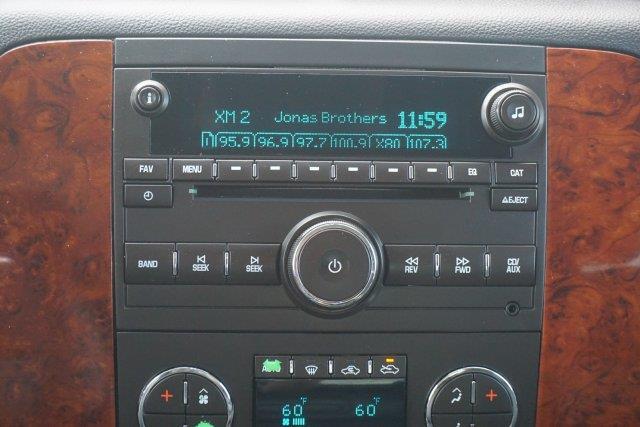 XM 2 Jonas Brothers 11:59
95.9 96.9 97.7 100.9 X80 107.3
FAV MENU EQ CAT
EJECT
BAND SEEK SEEK REV FWD CD/AUX
60°F 60°F